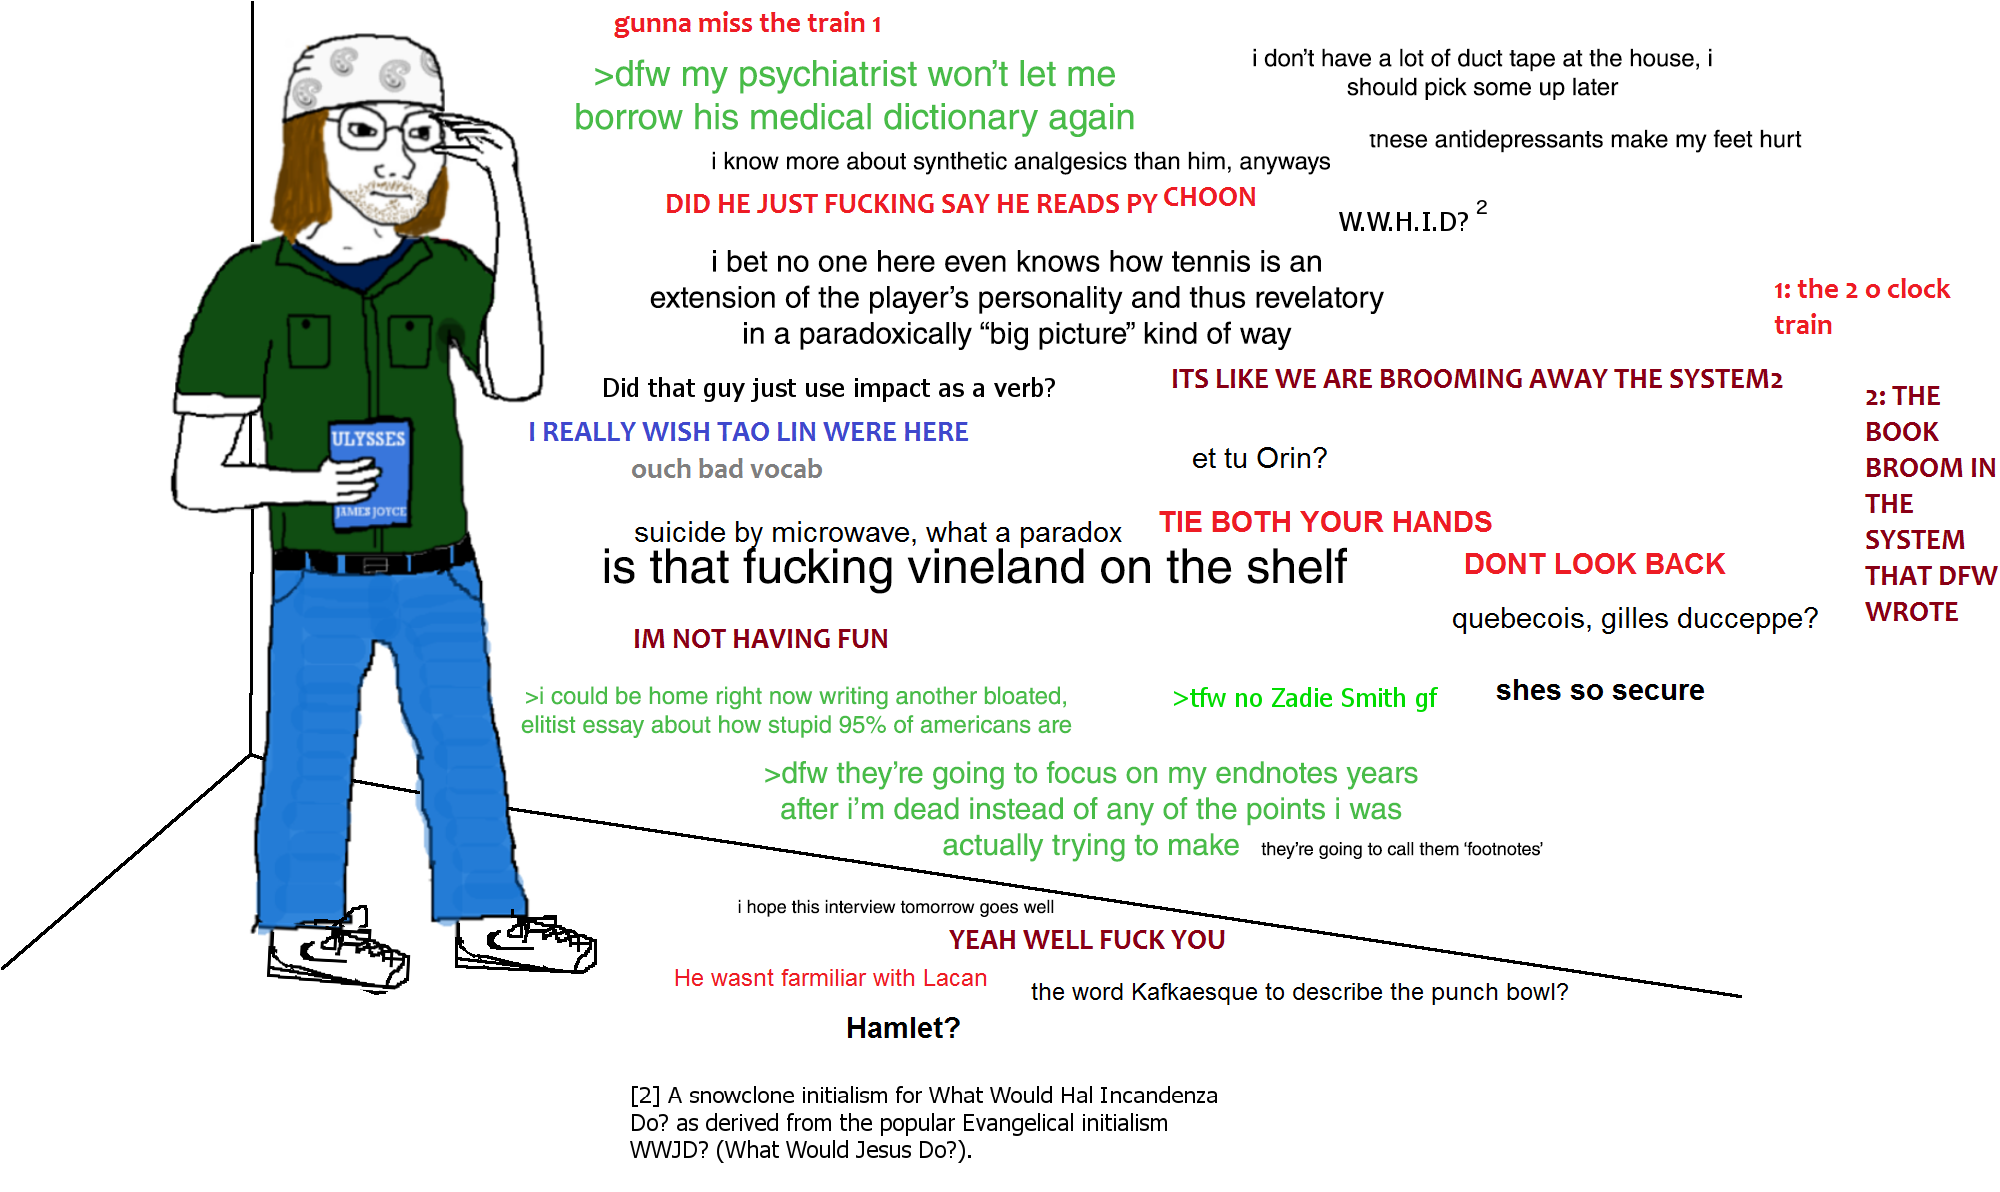 gunna miss the train 1
>dfw my psychiatrist won't let me
borrow his medical dictionary again
i don't have a lot of duct tape at the house, i
should pick some up later
tnese antidepressants make my feet hurt
i know more about synthetic analgesics than him, anyways
DID HE JUST FUCKING SAY HE READS PY CHOON
W.W.H.I.D? 2
i bet no one here even knows how tennis is an
extension of the player's personality and thus revelatory
in a paradoxically “big picture” kind of way
1: the 2 o clock
train
Did that guy just use impact as a verb?
ITS LIKE WE ARE BROOMING AWAY THE SYSTEM2
2: THE
BOOK
BROOM IN
THE
SYSTEM
THAT DFW
WROTE
I REALLY WISH TAO LIN WERE HERE
ouch bad vocab
et tu Orin?
ULYSSES
JAMES JOYCE
suicide by microwave, what a paradox
TIE BOTH YOUR HANDS
is that fucking vineland on the shelf
DONT LOOK BACK
quebecois, gilles ducceppe?
IM NOT HAVING FUN
>i could be home right now writing another bloated,
elitist essay about how stupid 95% of americans are
>tfw no Zadie Smith gf
shes so secure
>dfw they're going to focus on my endnotes years
after i'm dead instead of any of the points i was
actually trying to make
they're going to call them ‘footnotes’
i hope this interview tomorrow goes well
YEAH WELL FUCK YOU
He wasnt farmiliar with Lacan
the word Kafkaesque to describe the punch bowl?
Hamlet?
[2] A snowclone initialism for What Would Hal Incandenza
Do? as derived from the popular Evangelical initialism
WWJD? (What Would Jesus Do?).